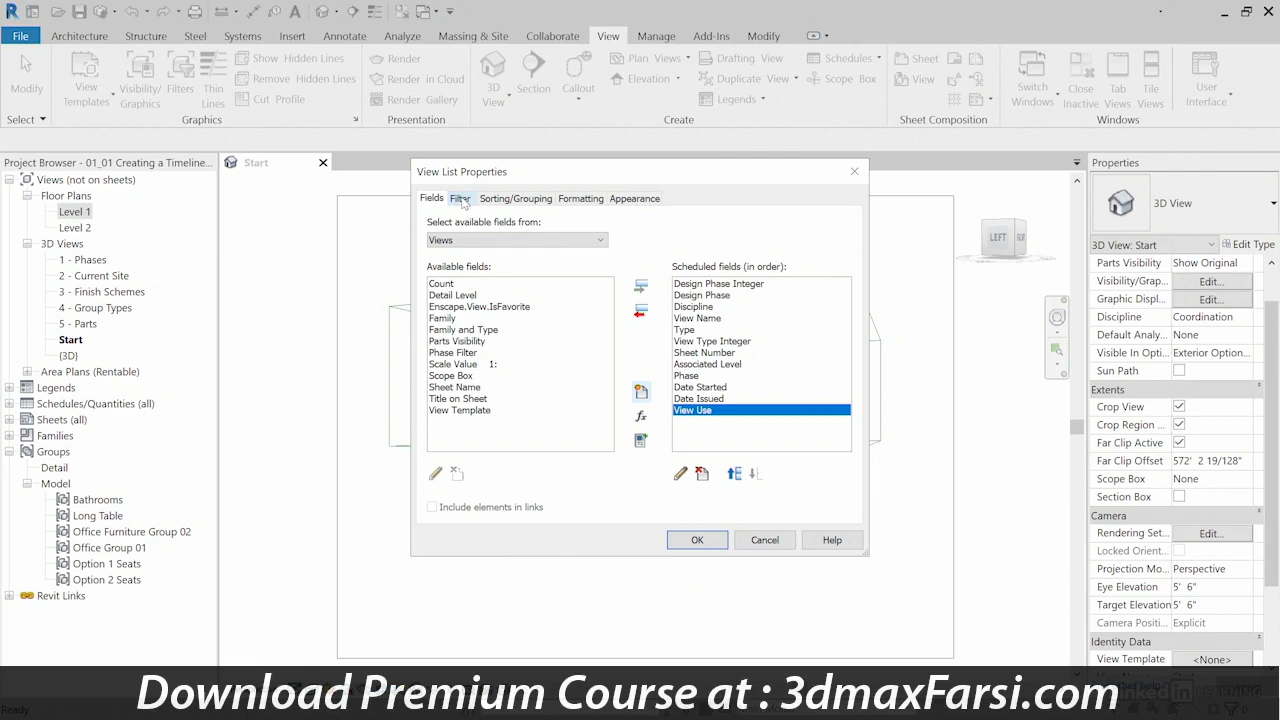 File Architecture Structure Steel Systems Insert Annotate Analyze Massing & Site Collaborate View Manage Add-Ins Modify
Modify
View Templates
Visibility/ Graphics
Filters
Thin Lines
Show Hidden Lines
Remove Hidden Lines
Cut Profile
Render
Render in Cloud
Render Gallery
3D View
Section
Callout
Plan Views
Elevation
Drafting View
Duplicate View
Legends
Schedules
Scope Box
Sheet
View
Switch Windows
Close Inactive
Tab Views
Tile Views
User Interface
Select Graphics Presentation Create Sheet Composition Windows
Project Browser - 01_01 Creating a Timeline...
Views (not on sheets)
Floor Plans
Level 1
Level 2
3D Views
1 - Phases
2 - Current Site
3 - Finish Schemes
4 - Group Types
5 - Parts
Start
{3D}
Area Plans (Rentable)
Legends
Schedules/Quantities (all)
Sheets (all)
Families
Groups
Detail
Model
Bathrooms
Long Table
Office Furniture Group 02
Office Group 01
Option 1 Seats
Option 2 Seats
Revit Links
Start
View List Properties
Fields Filter Sorting/Grouping Formatting Appearance
Select available fields from:
Views
Available fields:
Count
Detail Level
Enscape.View.IsFavorite
Family
Family and Type
Parts Visibility
Phase Filter
Scale Value 1:
Scope Box
Sheet Name
Title on Sheet
View Template
Scheduled fields (in order):
Design Phase Integer
Design Phase
Discipline
View Name
Type
View Type Integer
Sheet Number
Associated Level
Phase
Date Started
Date Issued
View Use
fx
Include elements in links
OK Cancel Help
LEFT
Properties
3D View
3D View: Start Edit Type
Parts Visibility Show Original
Visibility/Grap... Edit...
Graphic Displ... Edit...
Discipline Coordination
Default Analy... None
Visible In Opti... Exterior Option...
Sun Path
Extents
Crop View
Crop Region ...
Far Clip Active
Far Clip Offset 572' 2 19/128"
Scope Box None
Section Box
Camera
Rendering Set... Edit...
Locked Orient...
Projection Mo... Perspective
Eye Elevation 5' 6"
Target Elevation 5' 6"
Camera Positi... Explicit
Identity Data
View Template <None>
Ready
Download Premium Course at : 3dmaxFarsi.com
Linked in LEARNING